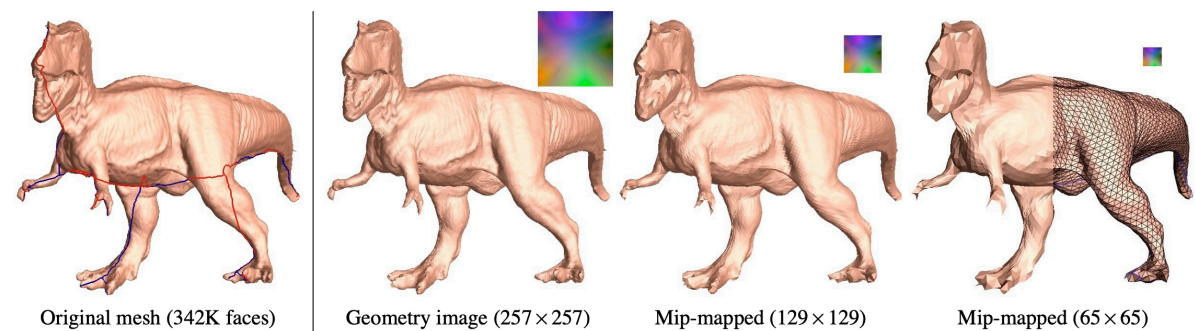 Original mesh (342K faces)
Geometry image (257×257)
Mip-mapped (129×129)
Mip-mapped (65×65)